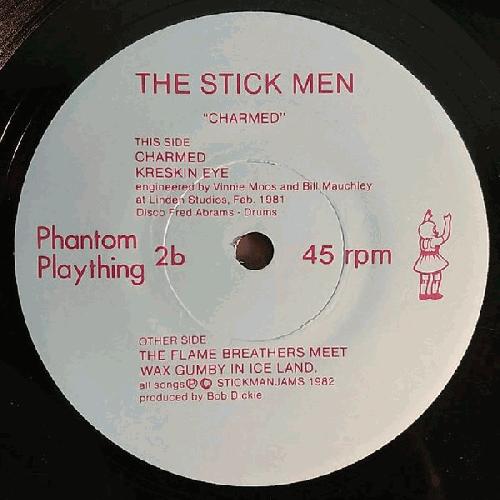 THE STICK MEN
"CHARMED"
THIS SIDE
CHARMED
KRESKIN EYE
engineered by Vinnie Mocs and Bill Mauchley
at Linden Studios, Feb. 1981
Disco Fred Abrams - Drums
Phantom
Plaything 2b
45 rpm
OTHER SIDE
THE FLAME BREATHERS MEET
WAX GUMBY IN ICE LAND.
all songs Ⓟ © STICKMANJAMS 1982
produced by Bob Dickie